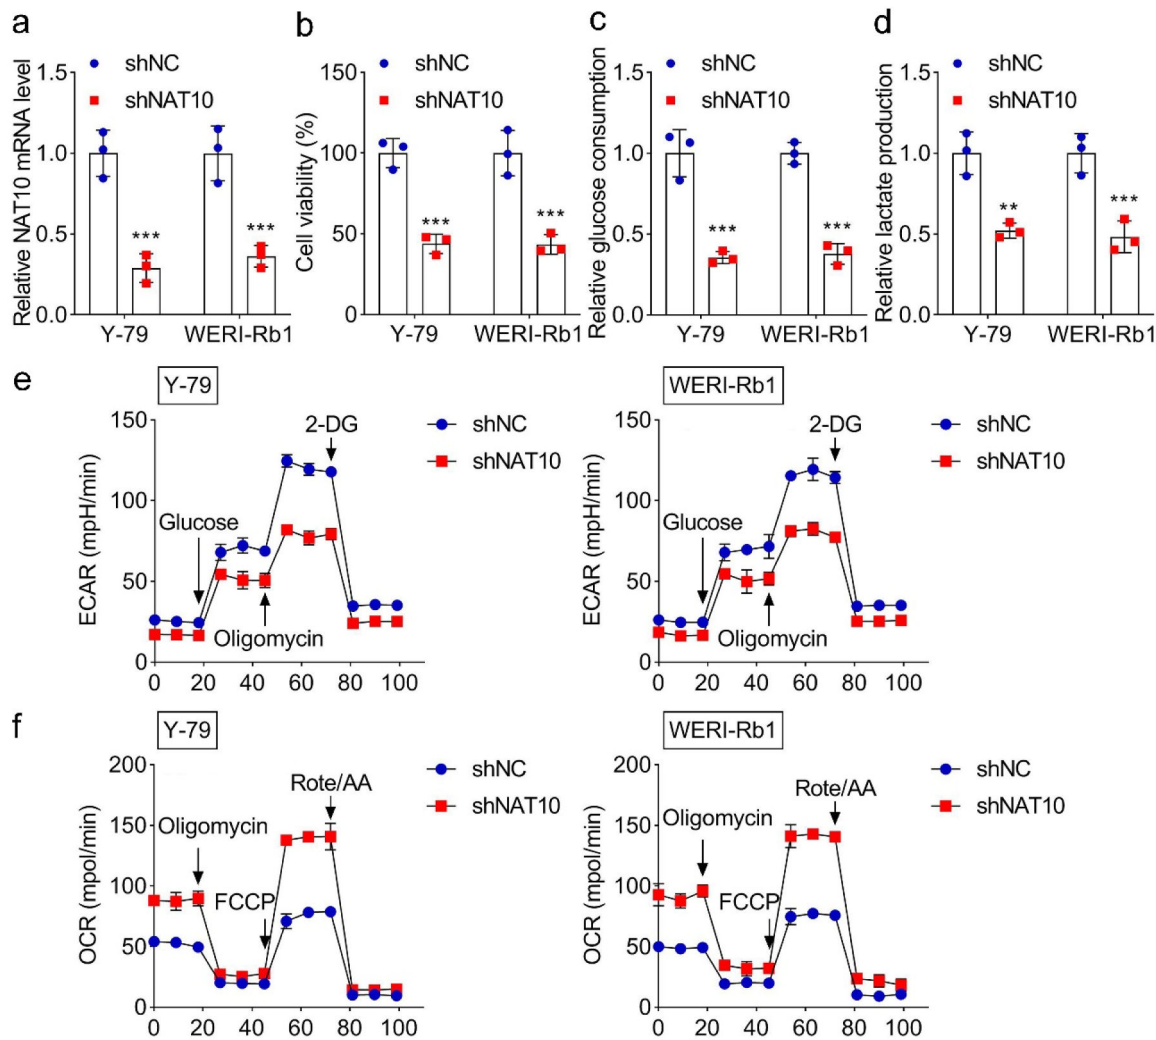 a
shNC
shNAT10
Relative NAT10 mRNA level
1.5
1.0
0.5
0.0
***
***
Y-79
WERI-Rb1
b
shNC
shNAT10
Cell viability (%)
150
100
50
0
***
***
Y-79
WERI-Rb1
c
shNC
shNAT10
Relative glucose consumption
1.5
1.0
0.5
0.0
***
***
Y-79
WERI-Rb1
d
shNC
shNAT10
Relative lactate production
1.5
1.0
0.5
0.0
**
***
Y-79
WERI-Rb1
e
Y-79
shNC
shNAT10
ECAR (mpH/min)
150
100
50
0
Glucose
Oligomycin
2-DG
0 20 40 60 80 100
WERI-Rb1
shNC
shNAT10
ECAR (mpH/min)
150
100
50
0
Glucose
Oligomycin
2-DG
0 20 40 60 80 100
f
Y-79
shNC
shNAT10
OCR (mpol/min)
200
150
100
50
0
Oligomycin
FCCP
Rote/AA
0 20 40 60 80 100
WERI-Rb1
shNC
shNAT10
OCR (mpol/min)
200
150
100
50
0
Oligomycin
FCCP
Rote/AA
0 20 40 60 80 100